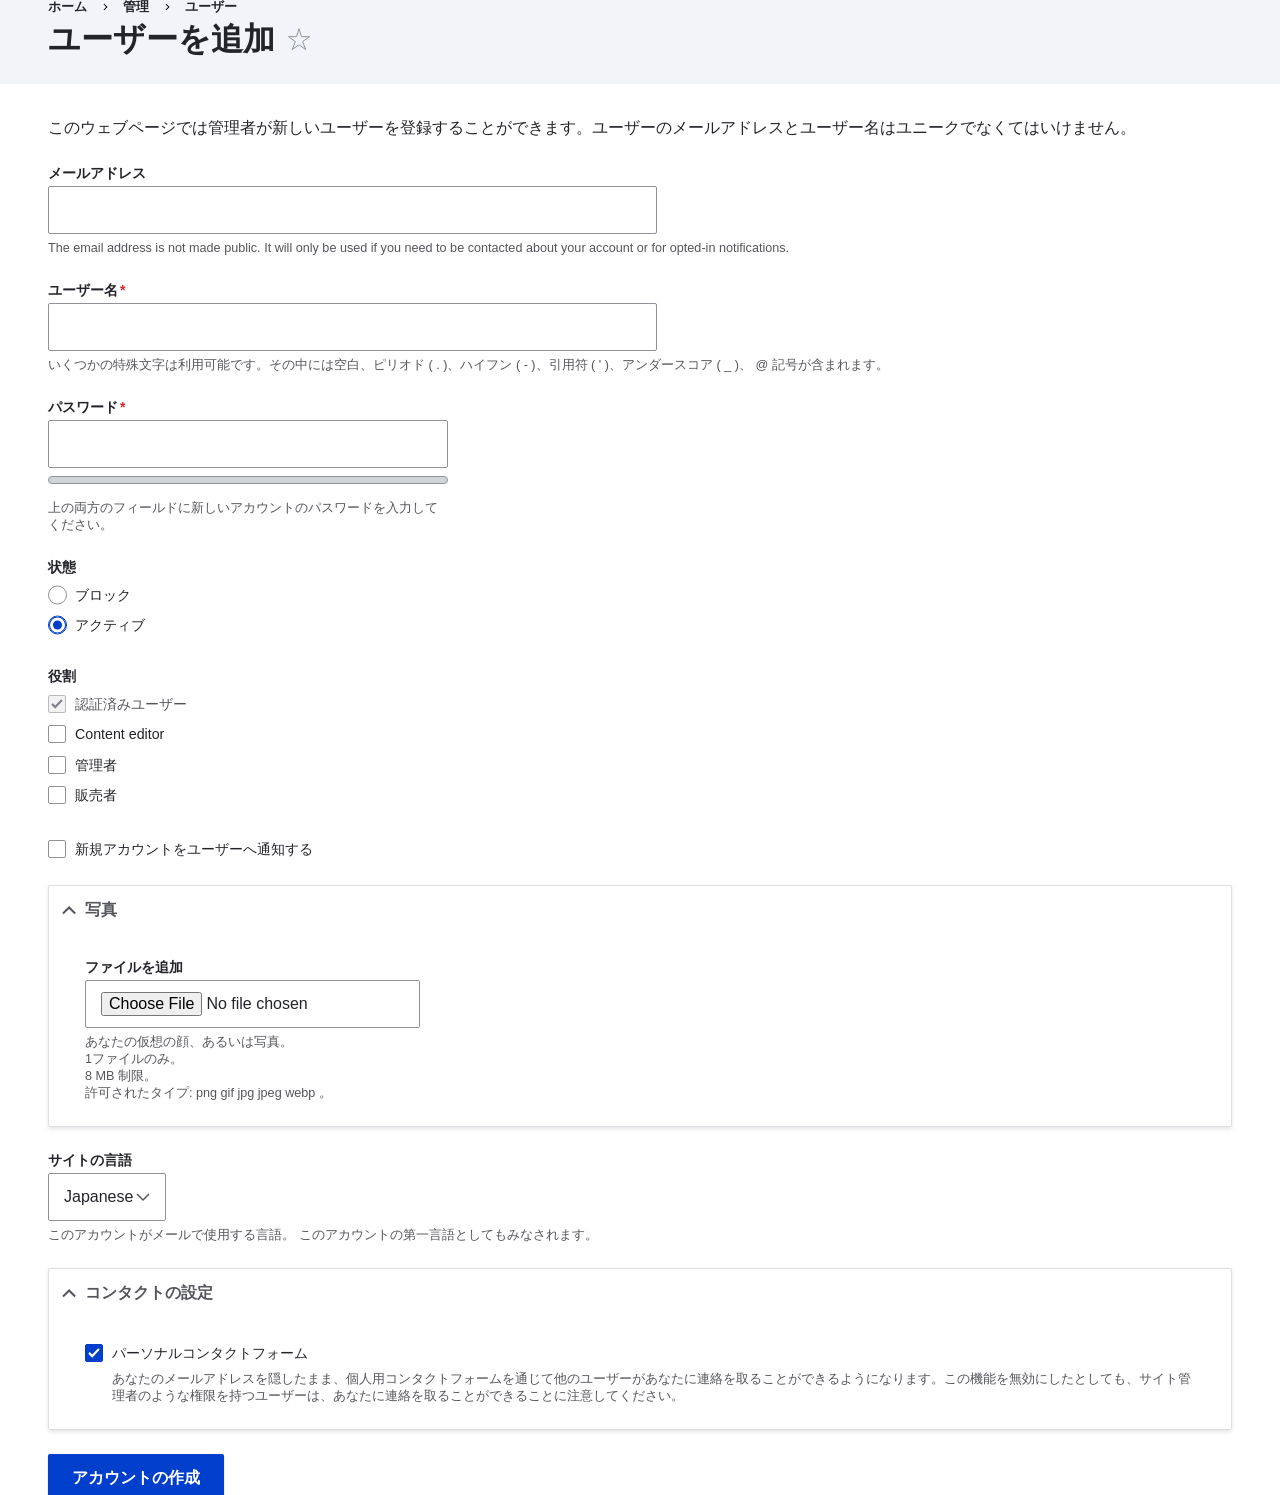 ホーム › 管理 › ユーザー
ユーザーを追加 ☆
このウェブページでは管理者が新しいユーザーを登録することができます。ユーザーのメールアドレスとユーザー名はユニークでなくてはいけません。
メールアドレス
The email address is not made public. It will only be used if you need to be contacted about your account or for opted-in notifications.
ユーザー名*
いくつかの特殊文字は利用可能です。その中には空白、ピリオド ( . )、ハイフン ( - )、引用符 ( ' )、アンダースコア ( _ )、 @ 記号が含まれます。
パスワード*
上の両方のフィールドに新しいアカウントのパスワードを入力して
ください。
状態
ブロック
アクティブ
役割
認証済みユーザー
Content editor
管理者
販売者
新規アカウントをユーザーへ通知する
写真
ファイルを追加
Choose File No file chosen
あなたの仮想の顔、あるいは写真。
1ファイルのみ。
8 MB 制限。
許可されたタイプ: png gif jpg jpeg webp 。
サイトの言語
Japanese
このアカウントがメールで使用する言語。 このアカウントの第一言語としてもみなされます。
コンタクトの設定
パーソナルコンタクトフォーム
あなたのメールアドレスを隠したまま、個人用コンタクトフォームを通じて他のユーザーがあなたに連絡を取ることができるようになります。この機能を無効にしたとしても、サイト管
理者のような権限を持つユーザーは、あなたに連絡を取ることができることに注意してください。
アカウントの作成